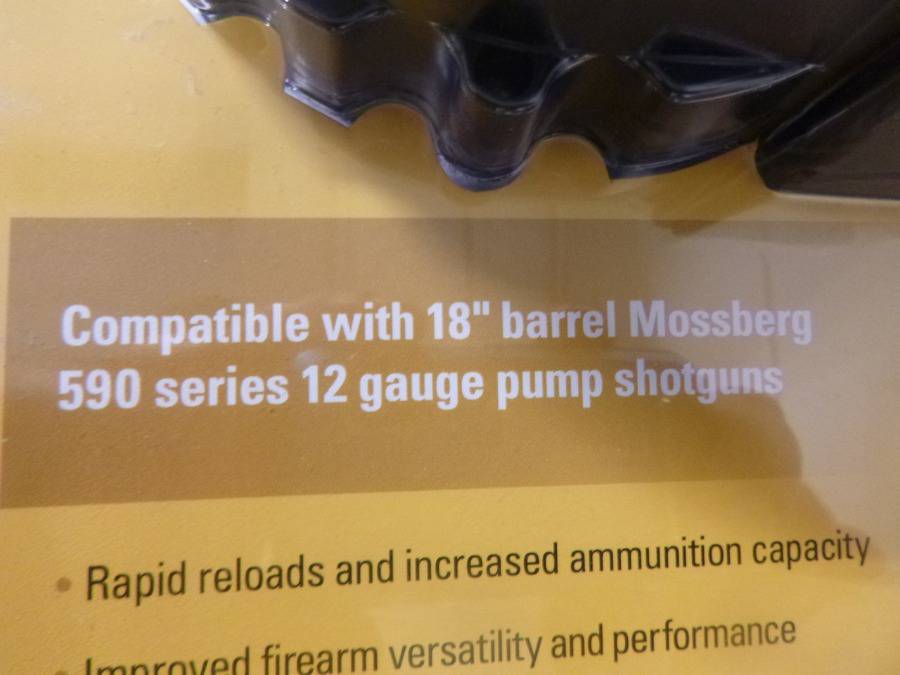 Compatible with 18" barrel Mossberg
590 series 12 gauge pump shotguns
• Rapid reloads and increased ammunition capacity
• Improved firearm versatility and performance